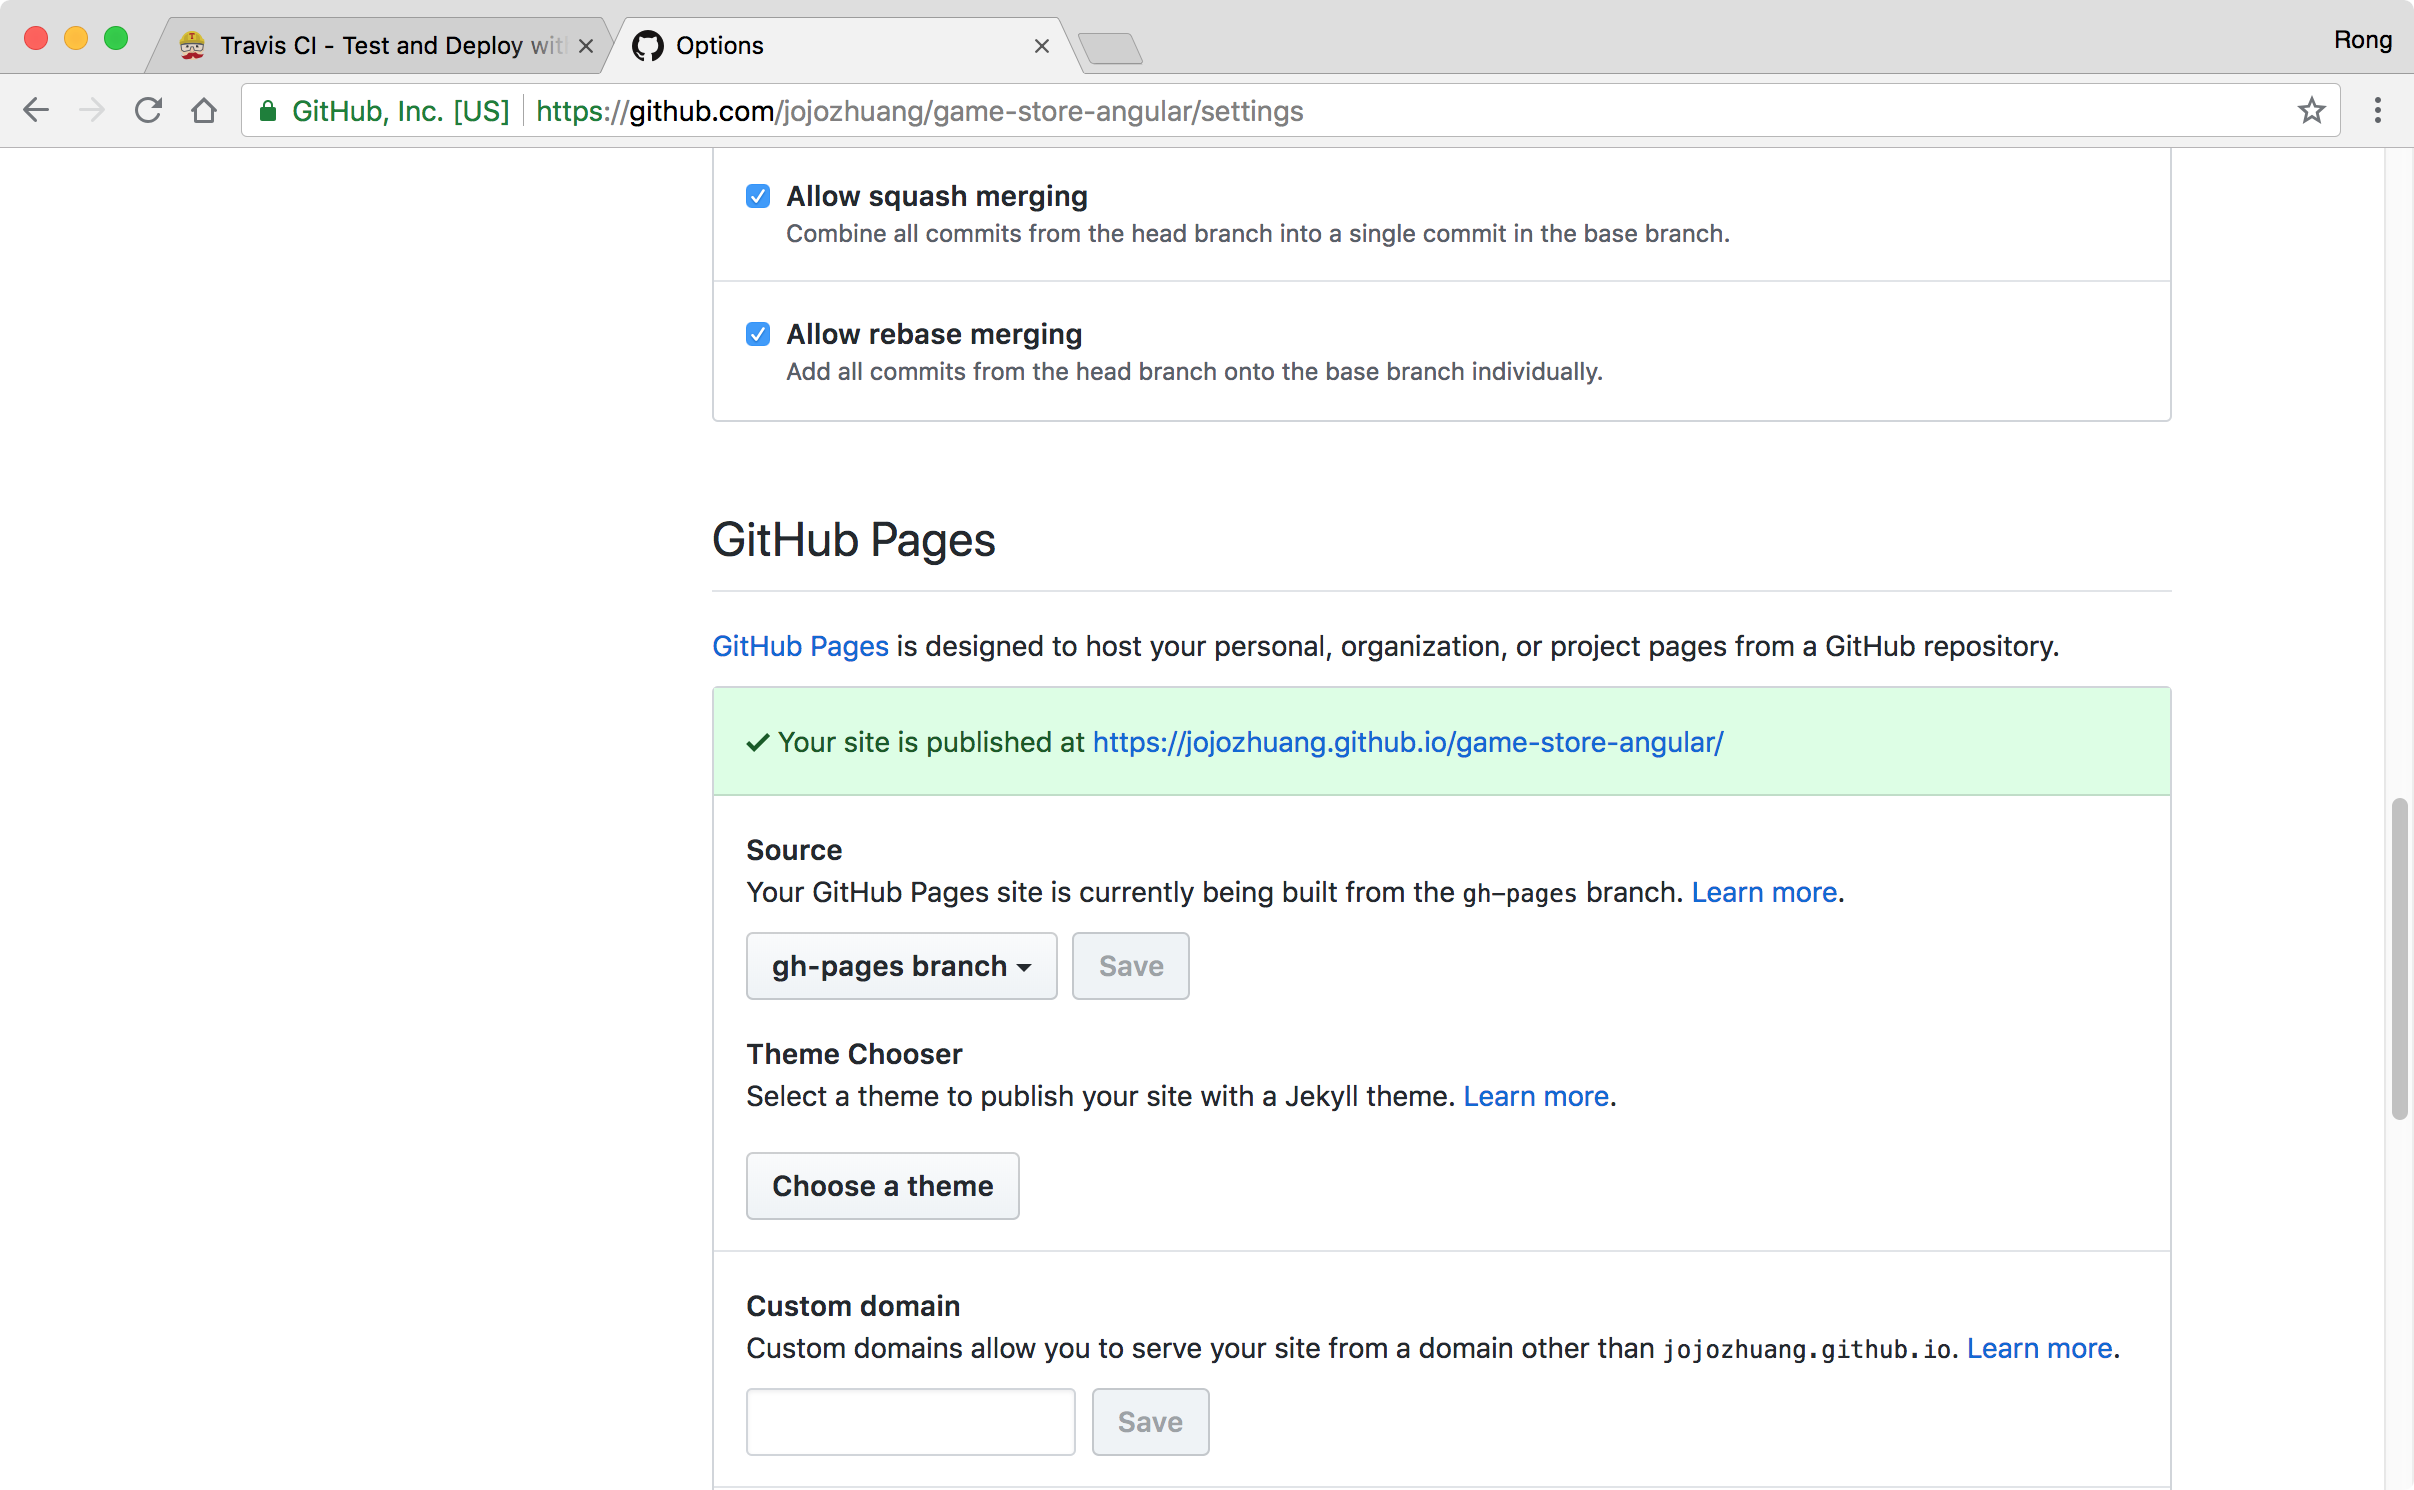 Travis CI - Test and Deploy wit
Options
Rong
GitHub, Inc. [US] https://github.com/jojozhuang/game-store-angular/settings
Allow squash merging
Combine all commits from the head branch into a single commit in the base branch.
Allow rebase merging
Add all commits from the head branch onto the base branch individually.
GitHub Pages
GitHub Pages is designed to host your personal, organization, or project pages from a GitHub repository.
Your site is published at https://jojozhuang.github.io/game-store-angular/
Source
Your GitHub Pages site is currently being built from the gh-pages branch. Learn more.
gh-pages branch Save
Theme Chooser
Select a theme to publish your site with a Jekyll theme. Learn more.
Choose a theme
Custom domain
Custom domains allow you to serve your site from a domain other than jojozhuang.github.io. Learn more.
Save